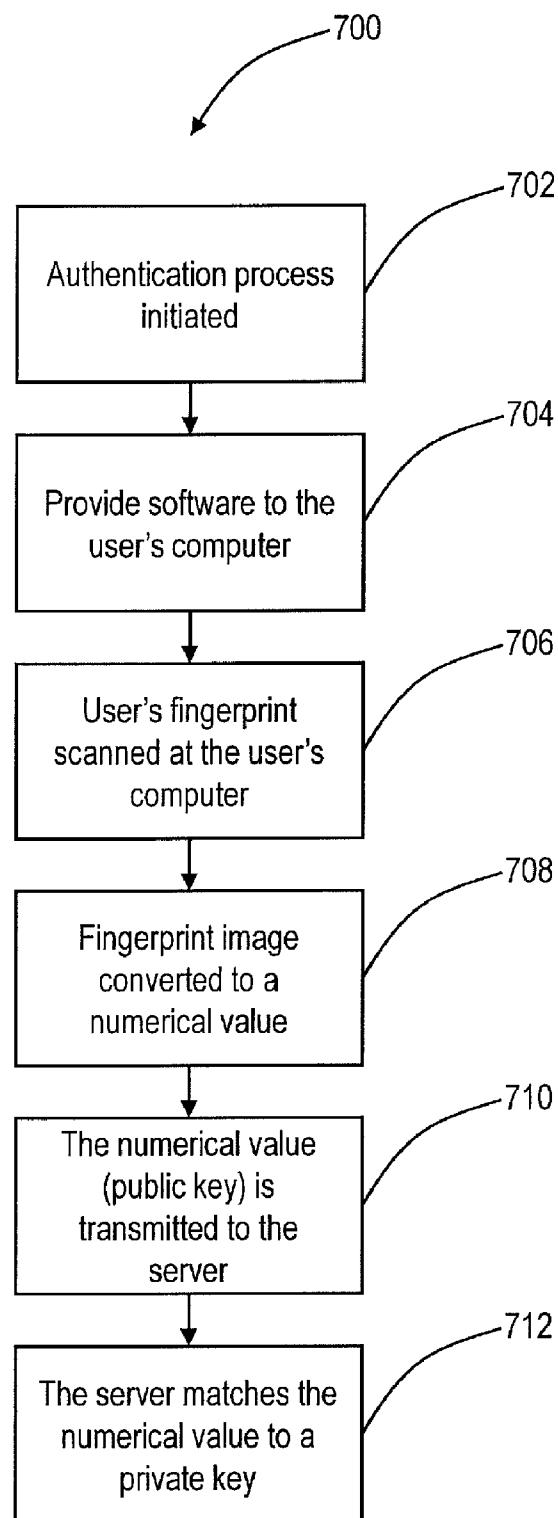 700
702
Authentication process
initiated
704
Provide software to the
user's computer
706
User's fingerprint
scanned at the user's
computer
708
Fingerprint image
converted to a
numerical value
710
The numerical value
(public key) is
transmitted to the
server
712
The server matches the
numerical value to a
private key